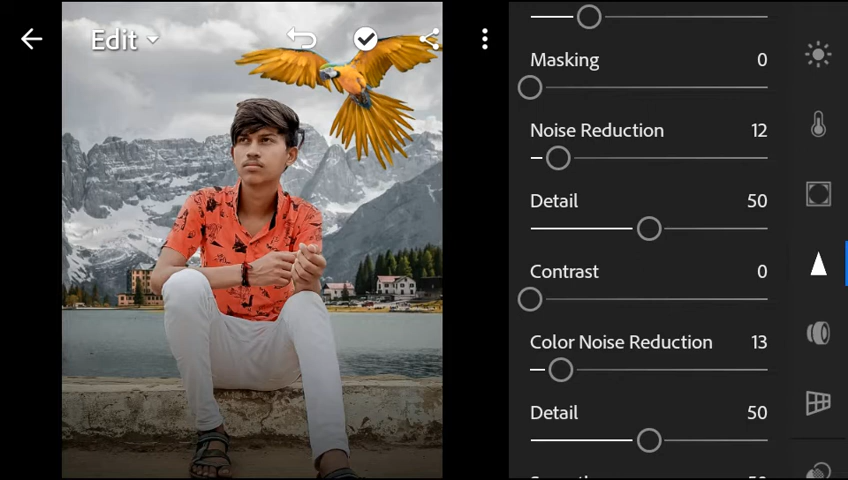 Edit
Masking 0
Noise Reduction 12
Detail 50
Contrast 0
Color Noise Reduction 13
Detail 50